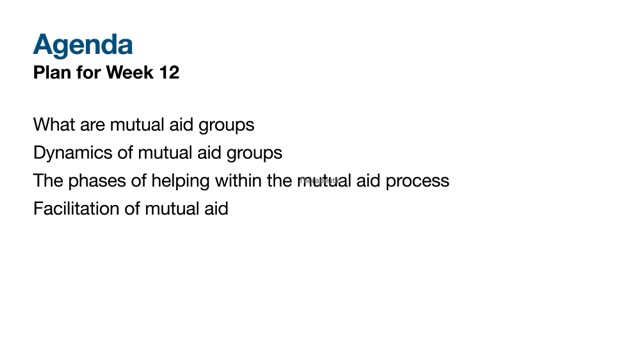 Agenda
Plan for Week 12
What are mutual aid groups
Dynamics of mutual aid groups
The phases of helping within the mutual aid process
Facilitation of mutual aid